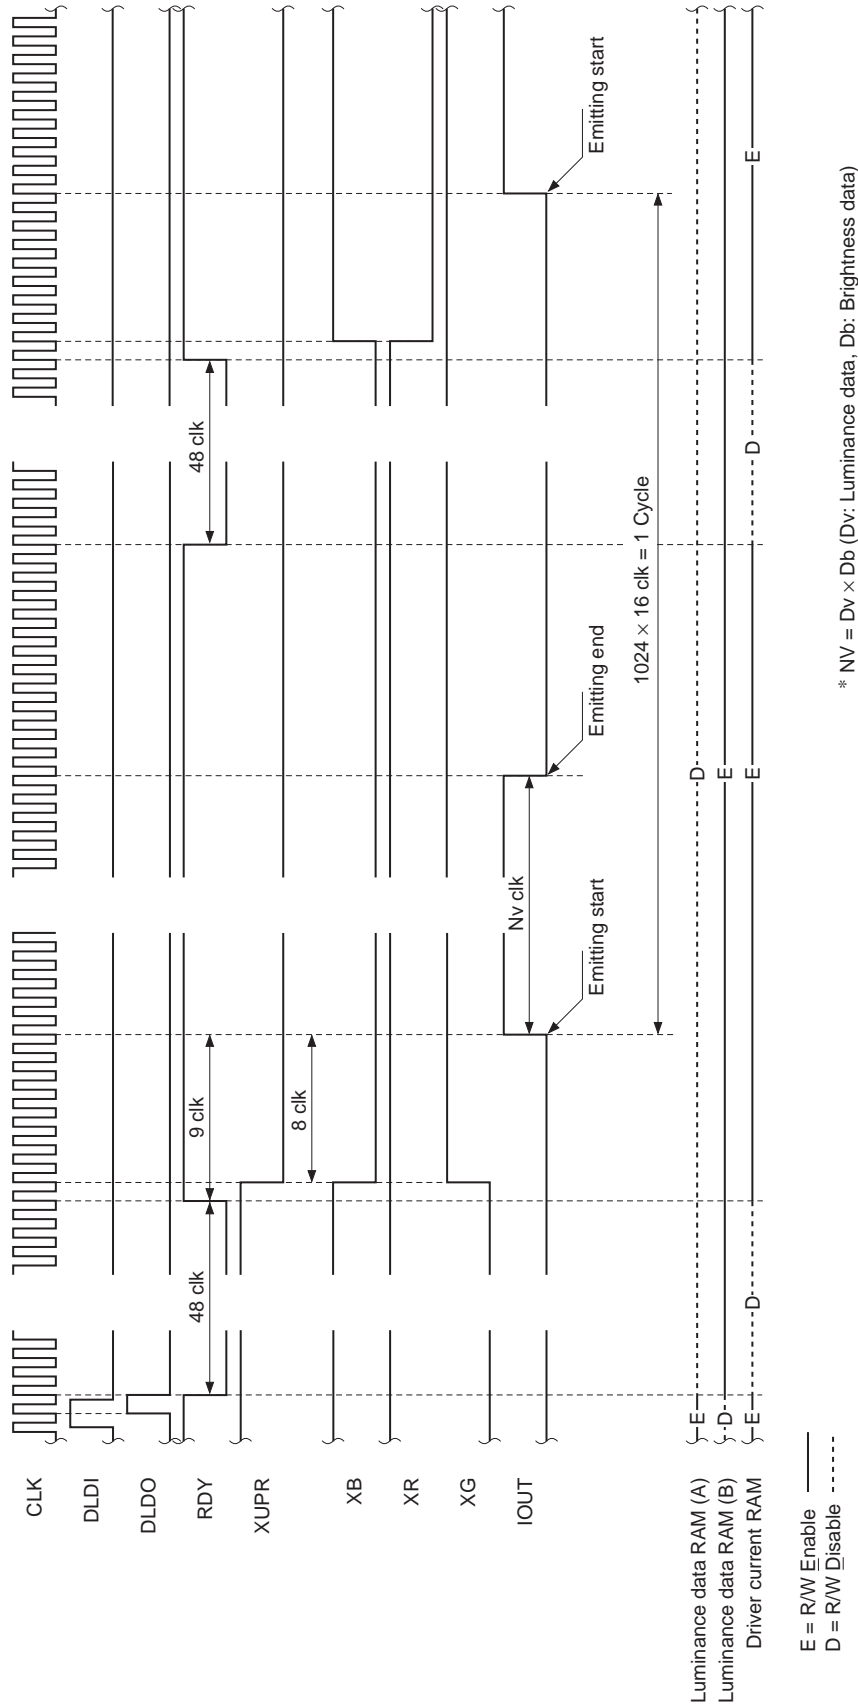 CLK
DLDI
DLDO
RDY
48 clk
9 clk
48 clk
XUPR
8 clk
XB
XR
XG
IOUT
Nv clk
Emitting start
Emitting end
Emitting start
1024 × 16 clk = 1 Cycle
Luminance data RAM (A)
E
D
Luminance data RAM (B)
D
E
Driver current RAM
E
D
E
D
E
E = R/W Enable
D = R/W Disable
* NV = Dv × Db (Dv: Luminance data, Db: Brightness data)